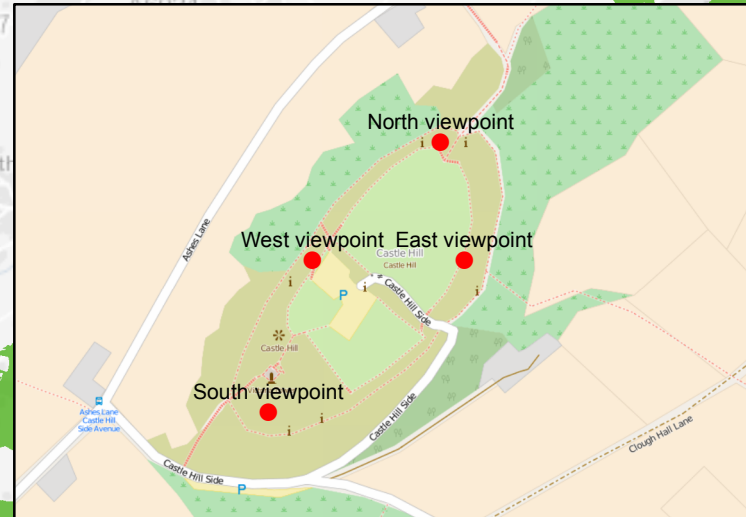 North viewpoint
Ashes Lane
West viewpoint
East viewpoint
Castle Hill
Castle Hill
P
Castle Hill Side
Castle Hill
South viewpoint
Ashes Lane
Castle Hill
Side Avenue
Castle Hill Side
Clough Hall Lane
Castle Hill Side
P